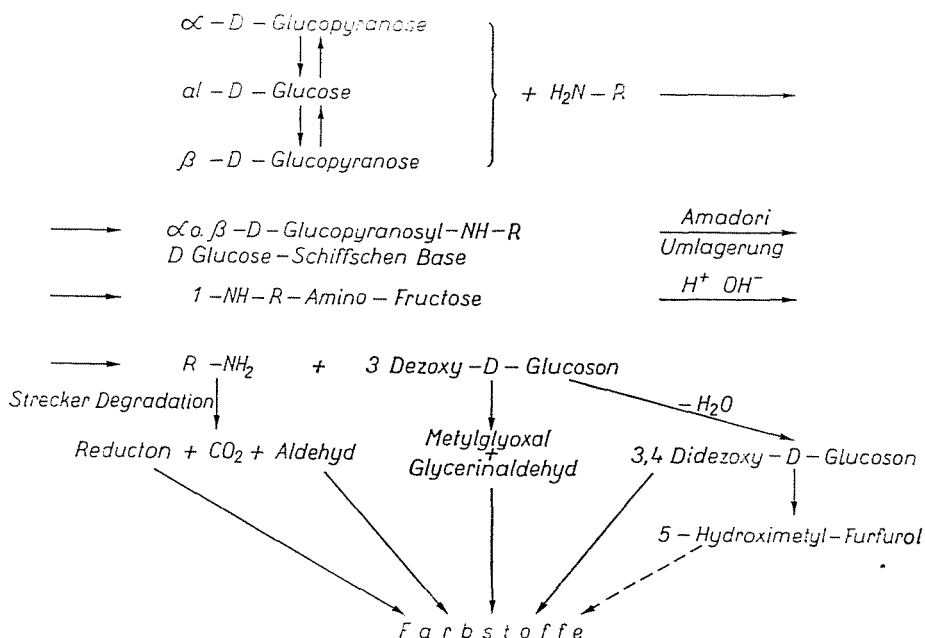 α – D – Glucopyranose
al – D – Glucose + H₂N – R
β – D – Glucopyranose
α o. β – D – Glucopyranosyl – NH – R Amadori
D Glucose – Schiffschen Base Umlagerung
1 – NH – R – Amino – Fructose H⁺ OH⁻
R – NH₂ + 3 Dezoxy – D – Glucoson
Strecker Degradation – H₂O
Reducton + CO₂ + Aldehyd
Metylglyoxal
+
Glycerinaldehyd
3,4 Didezoxy – D – Glucoson
5 – Hydroximetyl – Furfurol
Farbstoffe